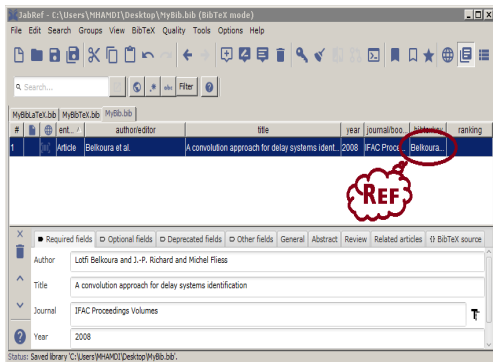 JabRef - C:\Users\MHAMDI\Desktop\MyBib.bib (BibTeX mode)
File Edit Search Groups View BibTeX Quality Tools Options Help
Search... Filter
MyBibLaTeX.bib MyBibTeX.bib MyBib.bib
# ent... author/editor title year journal/boo... bibtexkey ranking
1 Article Belkoura et al. A convolution approach for delay systems ident... 2008 IFAC Proce... Belkoura...
REF
Required fields Optional fields Deprecated fields Other fields General Abstract Review Related articles {} BibTeX source
Author Lotfi Belkoura and J.-P. Richard and Michel Fliess
Title A convolution approach for delay systems identification
Journal IFAC Proceedings Volumes
Year 2008
Status: Saved library 'C:\Users\MHAMDI\Desktop\MyBib.bib'.